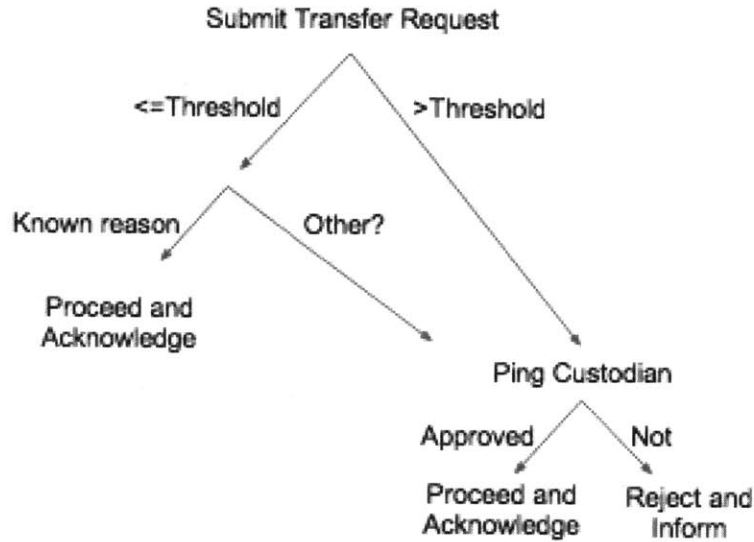 Submit Transfer Request
<=Threshold
>Threshold
Known reason
Other?
Proceed and
Acknowledge
Ping Custodian
Approved
Not
Proceed and
Acknowledge
Reject and
Inform